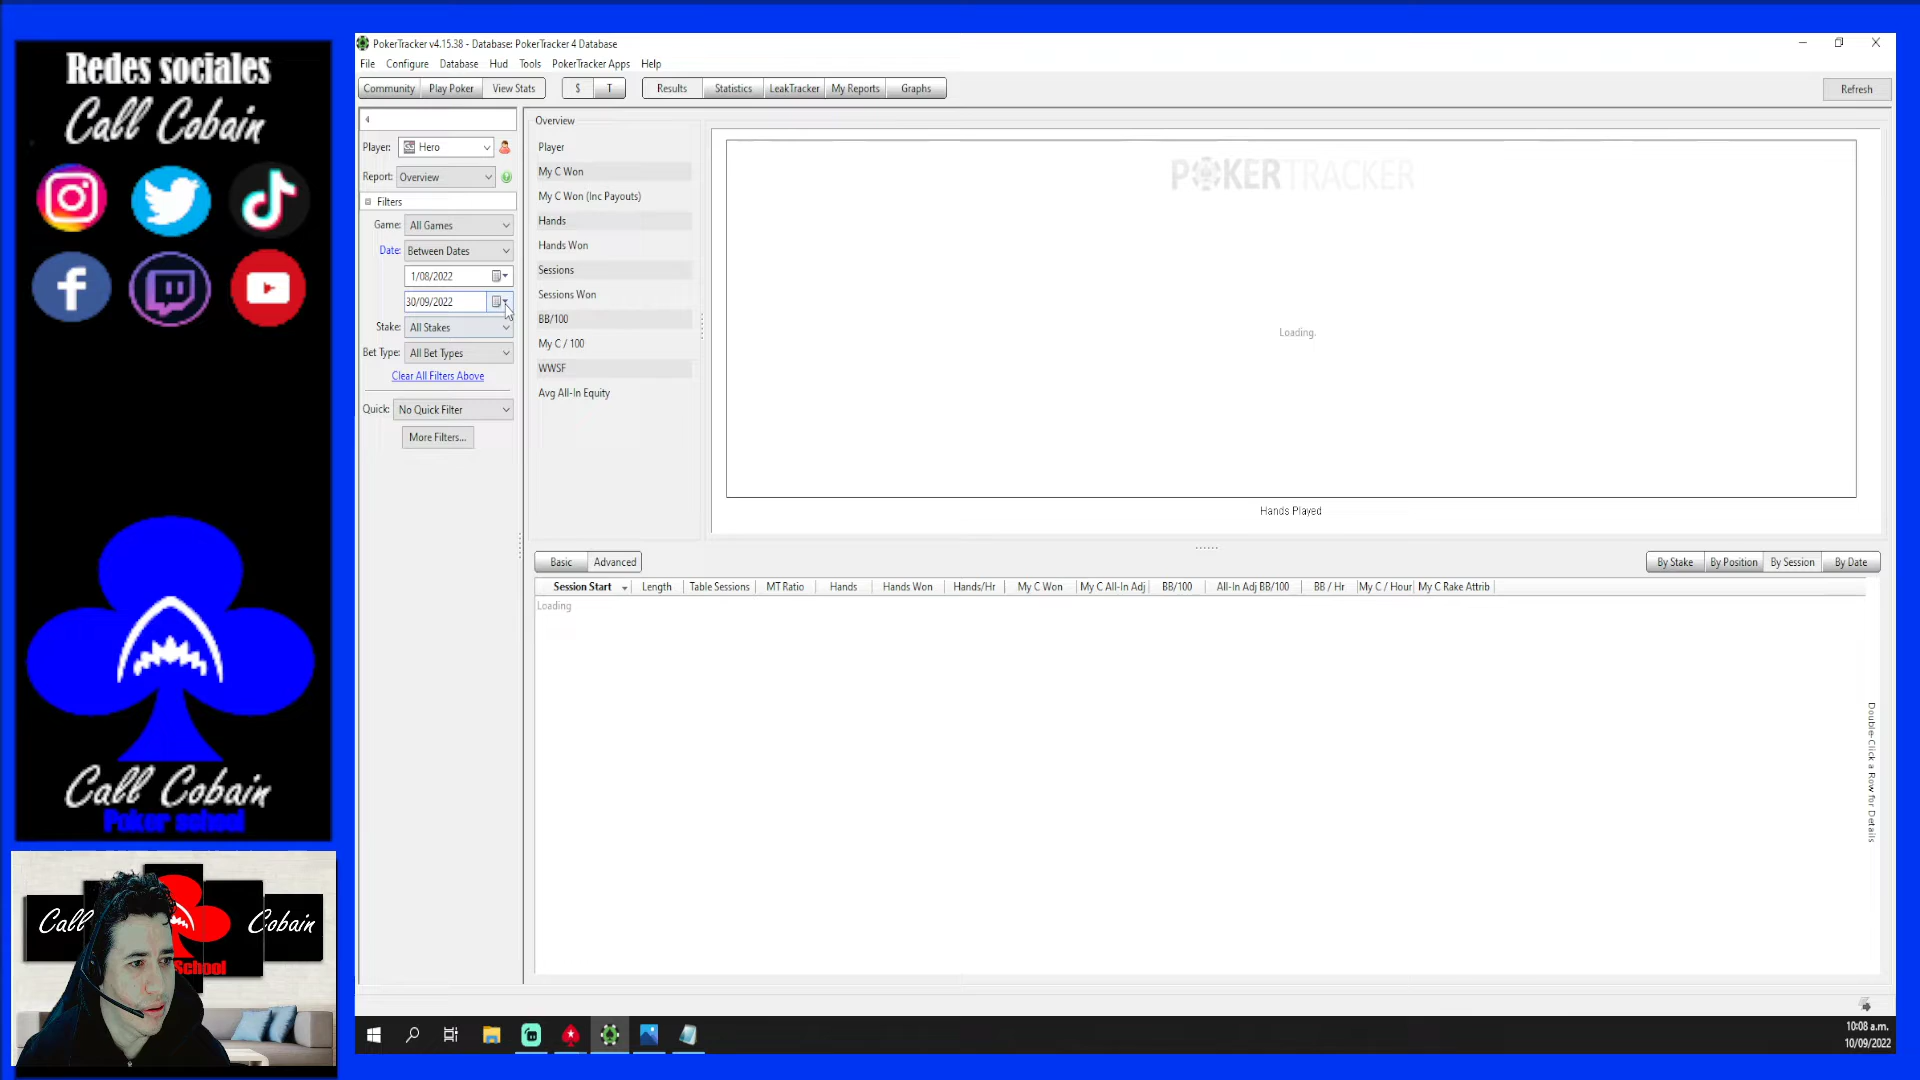 Redes sociales
Call Cobain
Call Cobain
Poker school
Call Cobain
School
PokerTracker v4.15.38 - Database: PokerTracker 4 Database
File Configure Database Hud Tools PokerTracker Apps Help
Community Play Poker View Stats $ T Results Statistics LeakTracker My Reports Graphs Refresh
Player: Hero
Report: Overview
Filters
Game: All Games
Date: Between Dates
1/08/2022
30/09/2022
Stake: All Stakes
Bet Type: All Bet Types
Clear All Filters Above
Quick: No Quick Filter
More Filters...
Overview
Player
My C Won
My C Won (Inc Payouts)
Hands
Hands Won
Sessions
Sessions Won
BB/100
My C / 100
WWSF
Avg All-In Equity
POKERTRACKER
Loading.
Hands Played
Basic Advanced By Stake By Position By Session By Date
Session Start Length Table Sessions MT Ratio Hands Hands Won Hands/Hr My C Won My C All-In Adj BB/100 All-In Adj BB/100 BB / Hr My C / Hour My C Rake Attrib
Loading
Double-Click a Row for Details
10:08 a.m.
10/09/2022